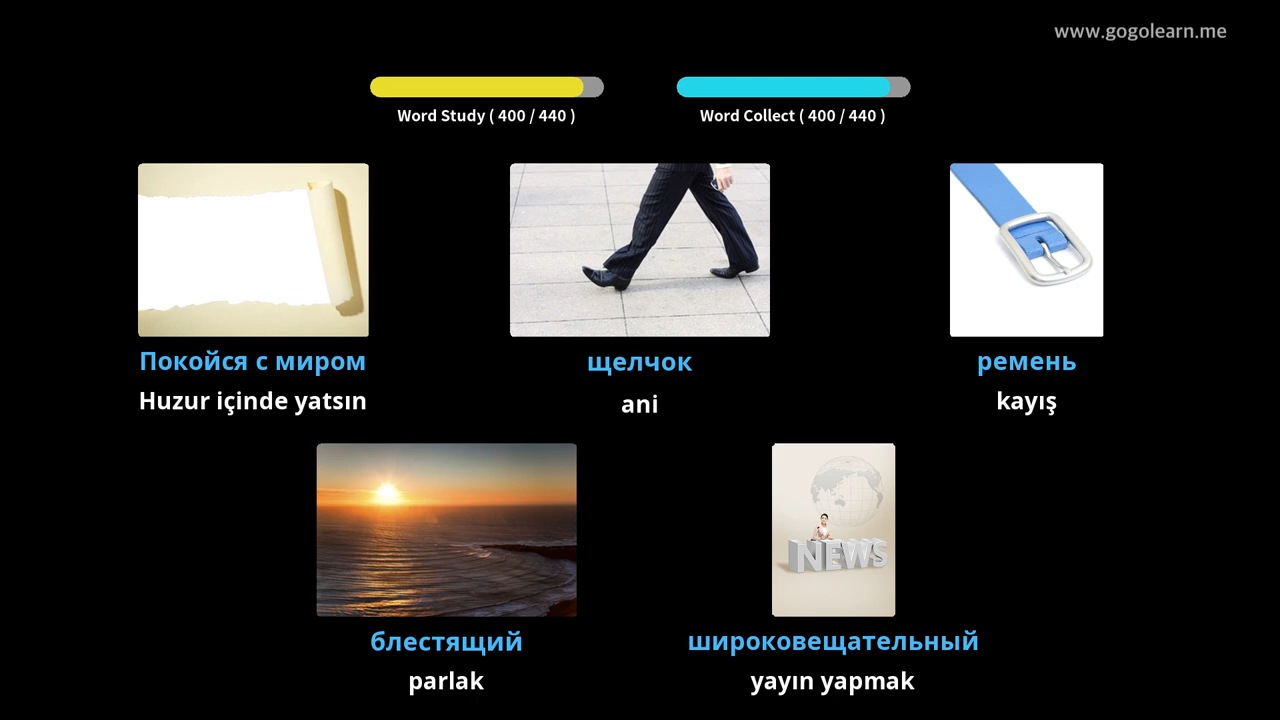 www.gogolearn.me
Word Study ( 400 / 440 )
Word Collect ( 400 / 440 )
Покойся с миром
Huzur içinde yatsın
щелчок
ani
ремень
kayış
NEWS
блестящий
parlak
широковещательный
yayın yapmak